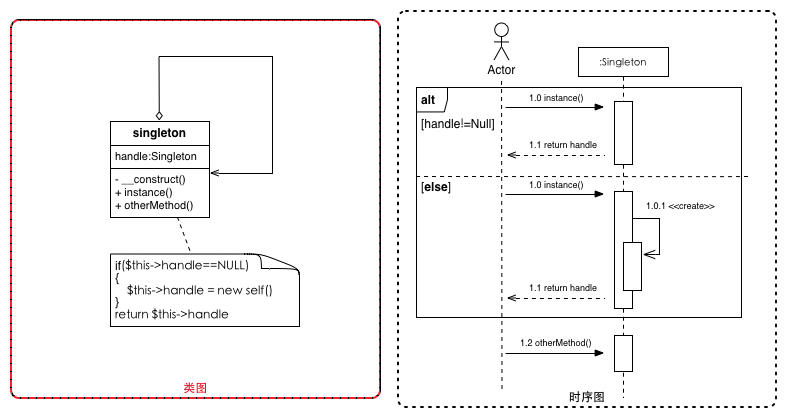 singleton
handle:Singleton
- __construct()
+ instance()
+ otherMethod()
if($this->handle==NULL)
{
$this->handle = new self()
}
return $this->handle
类图
Actor
:Singleton
alt
1.0 instance()
[handle!=Null]
1.1 return handle
[else]
1.0 instance()
1.0.1 <<create>>
1.1 return handle
1.2 otherMethod()
时序图